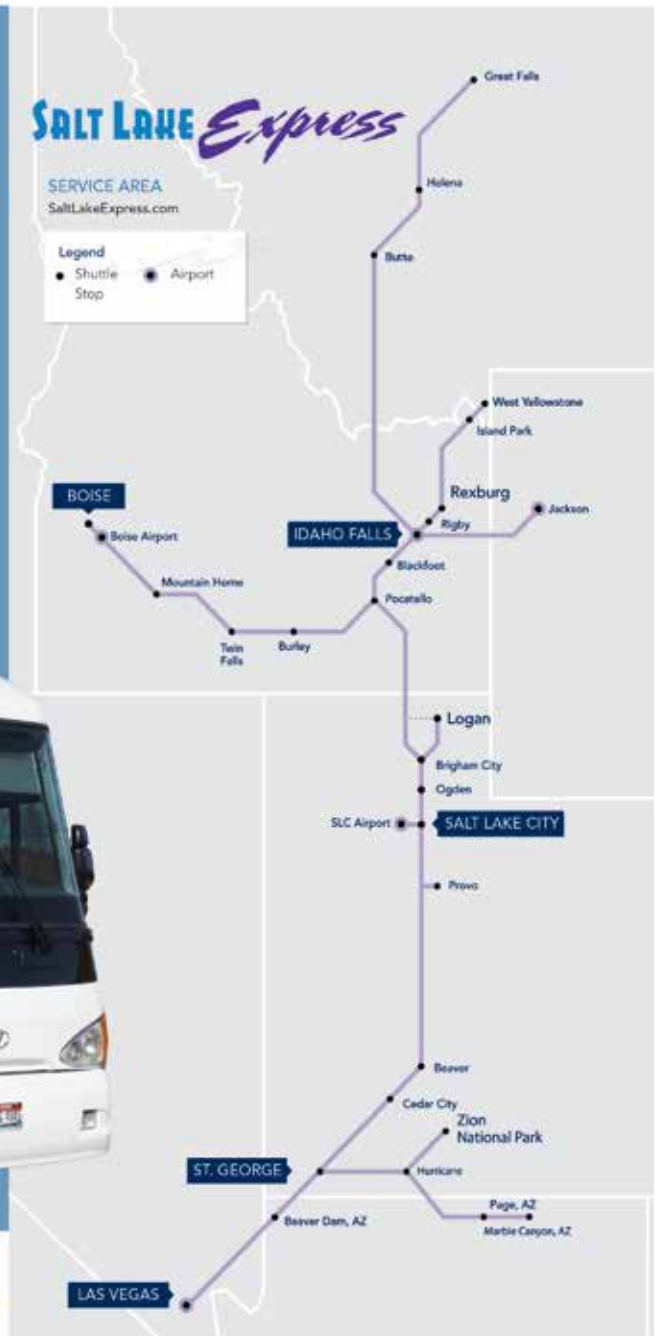 SALT LAKE Express
SERVICE AREA
SaltLakeExpress.com
Legend
Shuttle
Stop
Airport
Great Falls
Helena
Butte
West Yellowstone
Island Park
Rexburg
Rigby
Jackson
IDAHO FALLS
Blackfoot
Pocatello
BOISE
Boise Airport
Mountain Home
Twin
Falls
Burley
Logan
Brigham City
Ogden
SLC Airport
SALT LAKE CITY
Provo
Beaver
Cedar City
Zion
National Park
ST. GEORGE
Hurricane
Page, AZ
Marble Canyon, AZ
Beaver Dam, AZ
LAS VEGAS